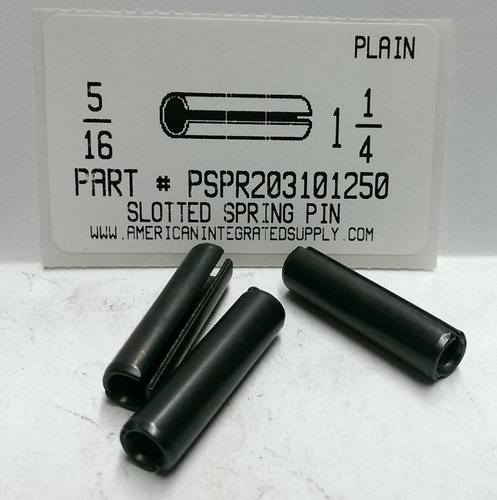 PLAIN
5/16
1 1/4
PART # PSPR203101250
SLOTTED SPRING PIN
WWW.AMERICANINTEGRATEDSUPPLY.COM